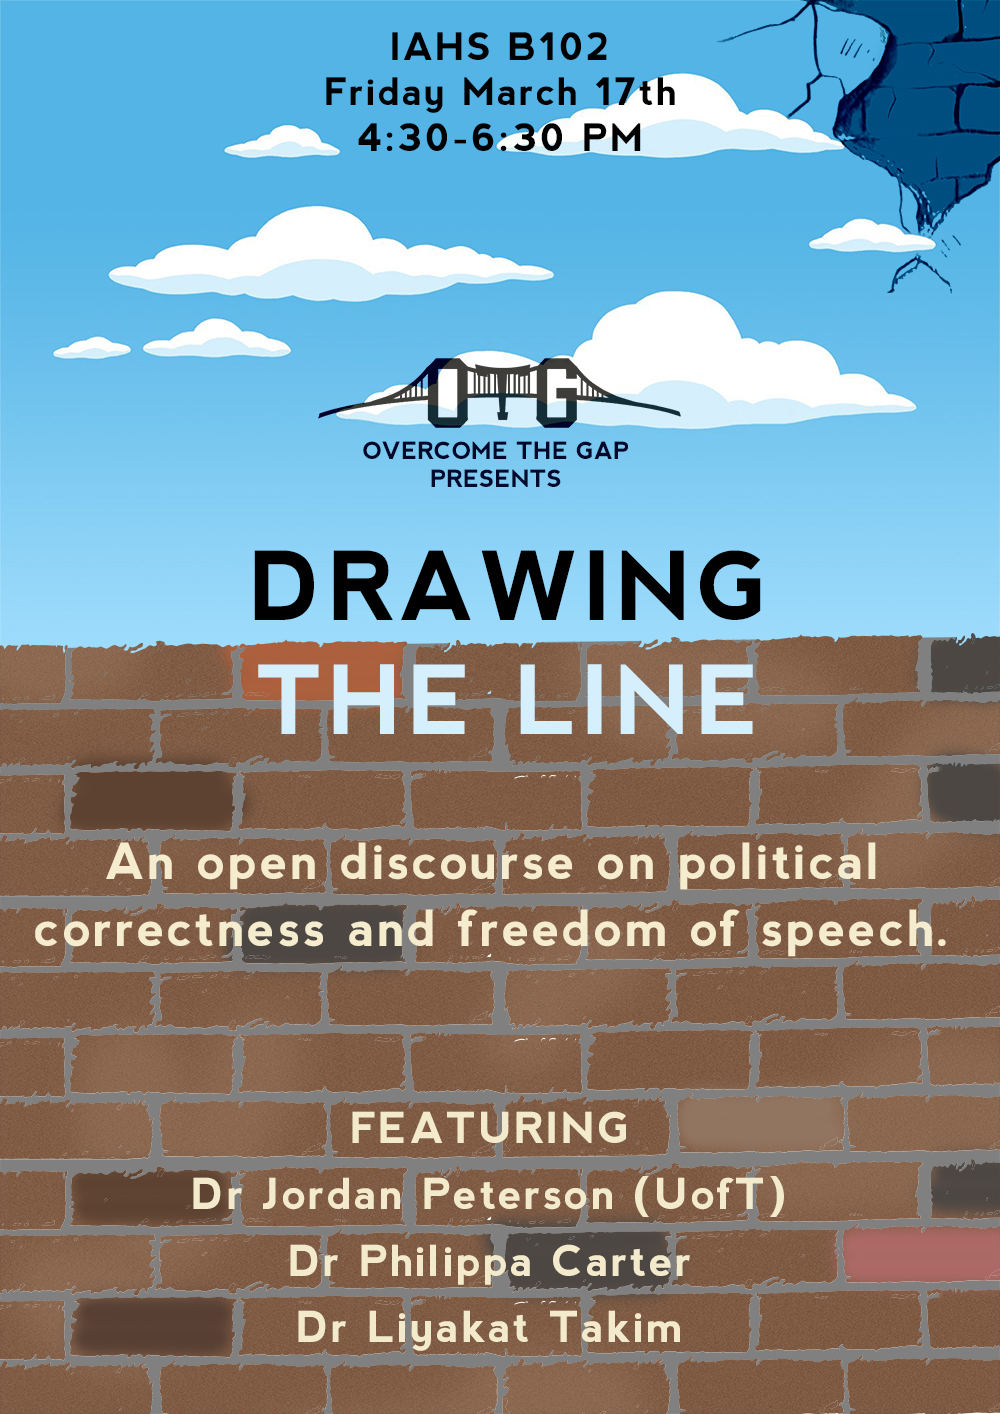 IAHS B102
Friday March 17th
4:30-6:30 PM
OTG
OVERCOME THE GAP
PRESENTS
DRAWING
THE LINE
An open discourse on political
correctness and freedom of speech.
FEATURING
Dr Jordan Peterson (UofT)
Dr Philippa Carter
Dr Liyakat Takim